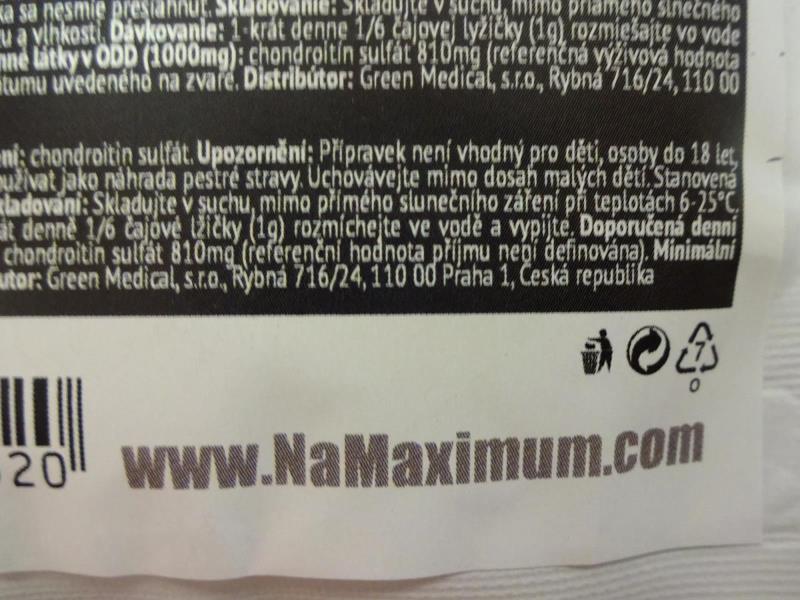 ka sa nesmie presiahnuť. Skladovanie: Skladujte v suchu, mimo priameho slnečného
u a vlhkosti. Dávkovanie: 1-krát denne 1/6 čajovej lyžičky (1g) rozmiešajte vo vode
nné látky v ODD (1000mg): chondroitín sulfát 810mg (referenčná výživová hodnota
átumu uvedeného na zvare. Distribútor: Green Medical, s.r.o., Rybná 716/24, 110 00
ení: chondroitin sulfát. Upozornění: Přípravek není vhodný pro děti, osoby do 18 let,
oužívat jako náhrada pestré stravy. Uchovávejte mimo dosah malých dětí. Stanovená
kladování: Skladujte v suchu, mimo přímého slunečního záření při teplotách 6-25°C.
át denně 1/6 čajové lžičky (1g) rozmíchejte ve vodě a vypijte. Doporučená denní
chondroitin sulfát 810mg (referenční hodnota příjmu není definována). Minimální
utor: Green Medical, s.r.o., Rybná 716/24, 110 00 Praha 1, Česká republika
7
0
20
www.NaMaximum.com